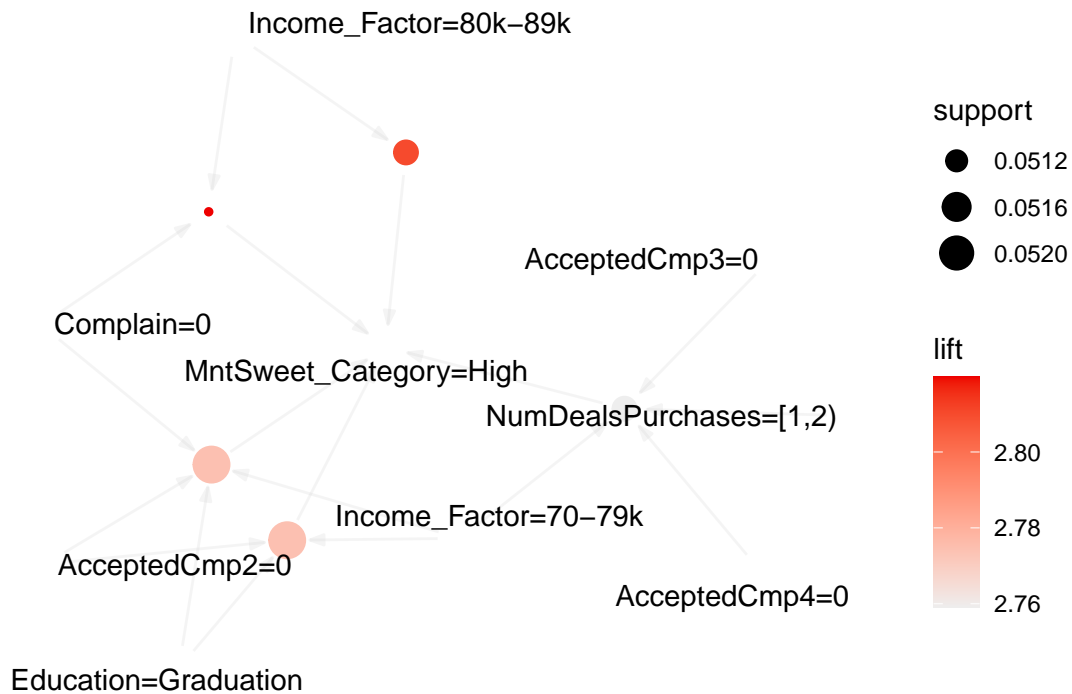 Income_Factor=80k−89k
AcceptedCmp3=0
Complain=0
MntSweet_Category=High
NumDealsPurchases=[1,2)
Income_Factor=70−79k
AcceptedCmp2=0
AcceptedCmp4=0
Education=Graduation
support
0.0512
0.0516
0.0520
lift
2.80
2.78
2.76